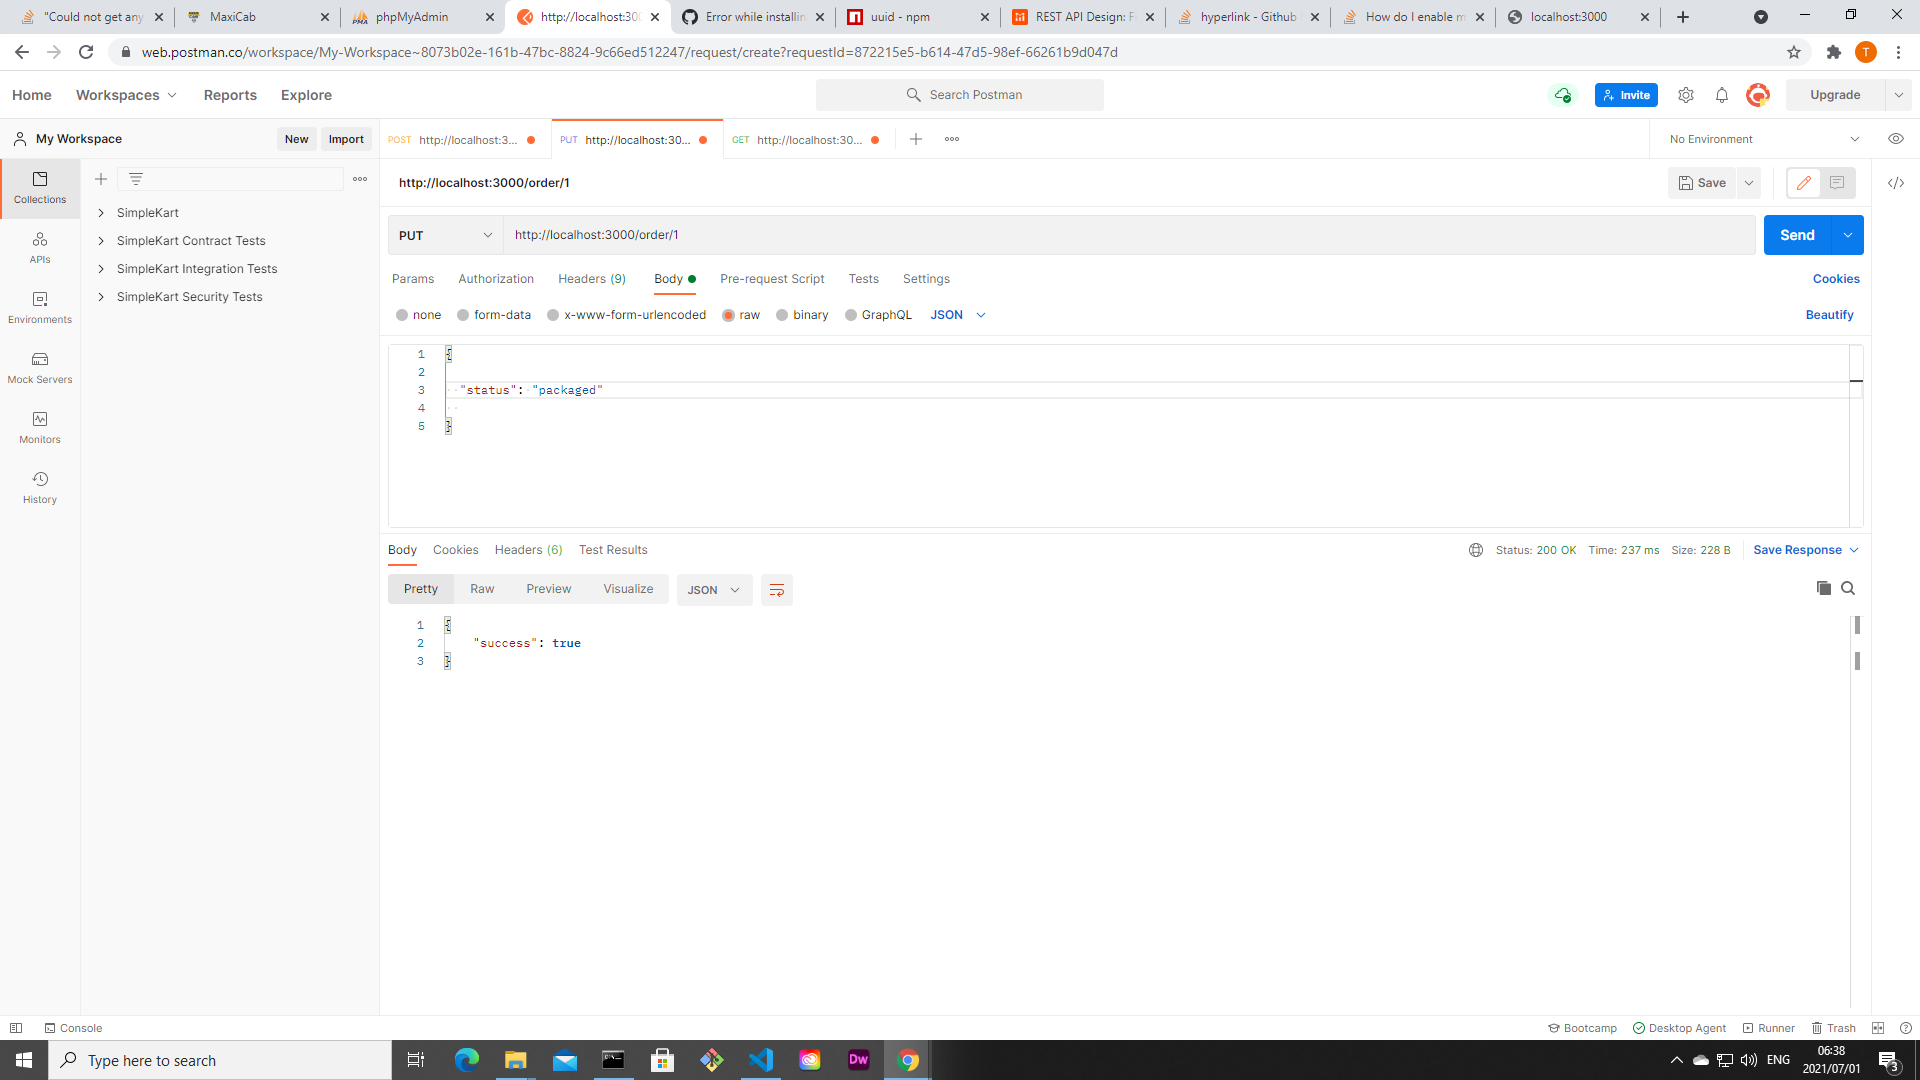 "Could not get any
MaxiCab
phpMyAdmin
http://localhost:300
Error while installin
uuid - npm
REST API Design: F
hyperlink - Github
How do I enable m
localhost:3000
web.postman.co/workspace/My-Workspace~8073b02e-161b-47bc-8824-9c66ed512247/request/create?requestId=872215e5-b614-47d5-98ef-66261b9d047d
T
Home
Workspaces
Reports
Explore
Search Postman
Invite
Upgrade
My Workspace
New
Import
POST http://localhost:3...
PUT http://localhost:30...
GET http://localhost:30...
No Environment
Collections
APIs
Environments
Mock Servers
Monitors
History
SimpleKart
SimpleKart Contract Tests
SimpleKart Integration Tests
SimpleKart Security Tests
http://localhost:3000/order/1
Save
PUT
http://localhost:3000/order/1
Send
Params
Authorization
Headers (9)
Body
Pre-request Script
Tests
Settings
Cookies
none
form-data
x-www-form-urlencoded
raw
binary
GraphQL
JSON
Beautify
1 {
2
3 "status": "packaged"
4
5 }
Body
Cookies
Headers (6)
Test Results
Status: 200 OK
Time: 237 ms
Size: 228 B
Save Response
Pretty
Raw
Preview
Visualize
JSON
1 {
2 "success": true
3 }
Console
Bootcamp
Desktop Agent
Runner
Trash
Type here to search
Dw
ENG
06:38
2021/07/01
3